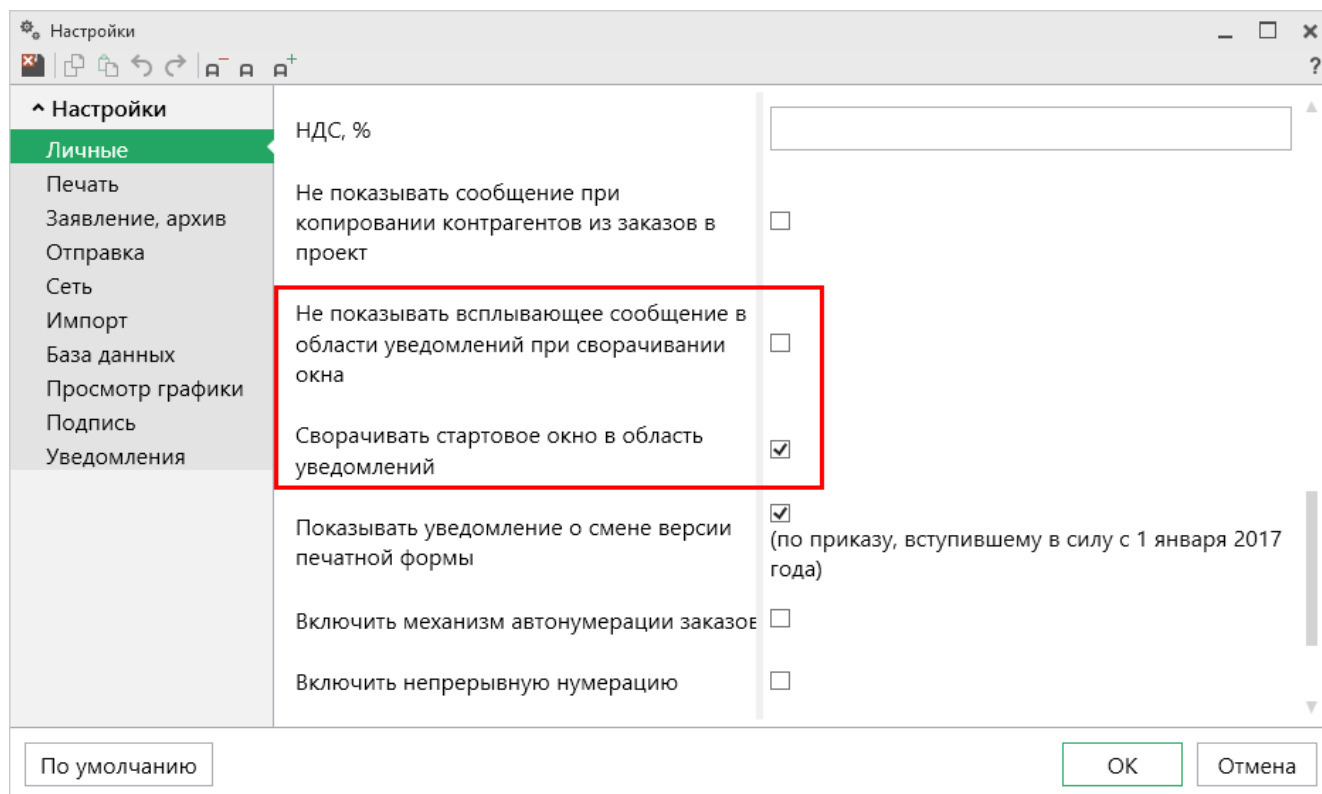 Настройки
?
Настройки
Личные
Печать
Заявление, архив
Отправка
Сеть
Импорт
База данных
Просмотр графики
Подпись
Уведомления
НДС, %
Не показывать сообщение при
копировании контрагентов из заказов в
проект
Не показывать всплывающее сообщение в
области уведомлений при сворачивании
окна
Сворачивать стартовое окно в область
уведомлений
Показывать уведомление о смене версии
печатной формы
(по приказу, вступившему в силу с 1 января 2017
года)
Включить механизм автонумерации заказов
Включить непрерывную нумерацию
По умолчанию
ОК
Отмена